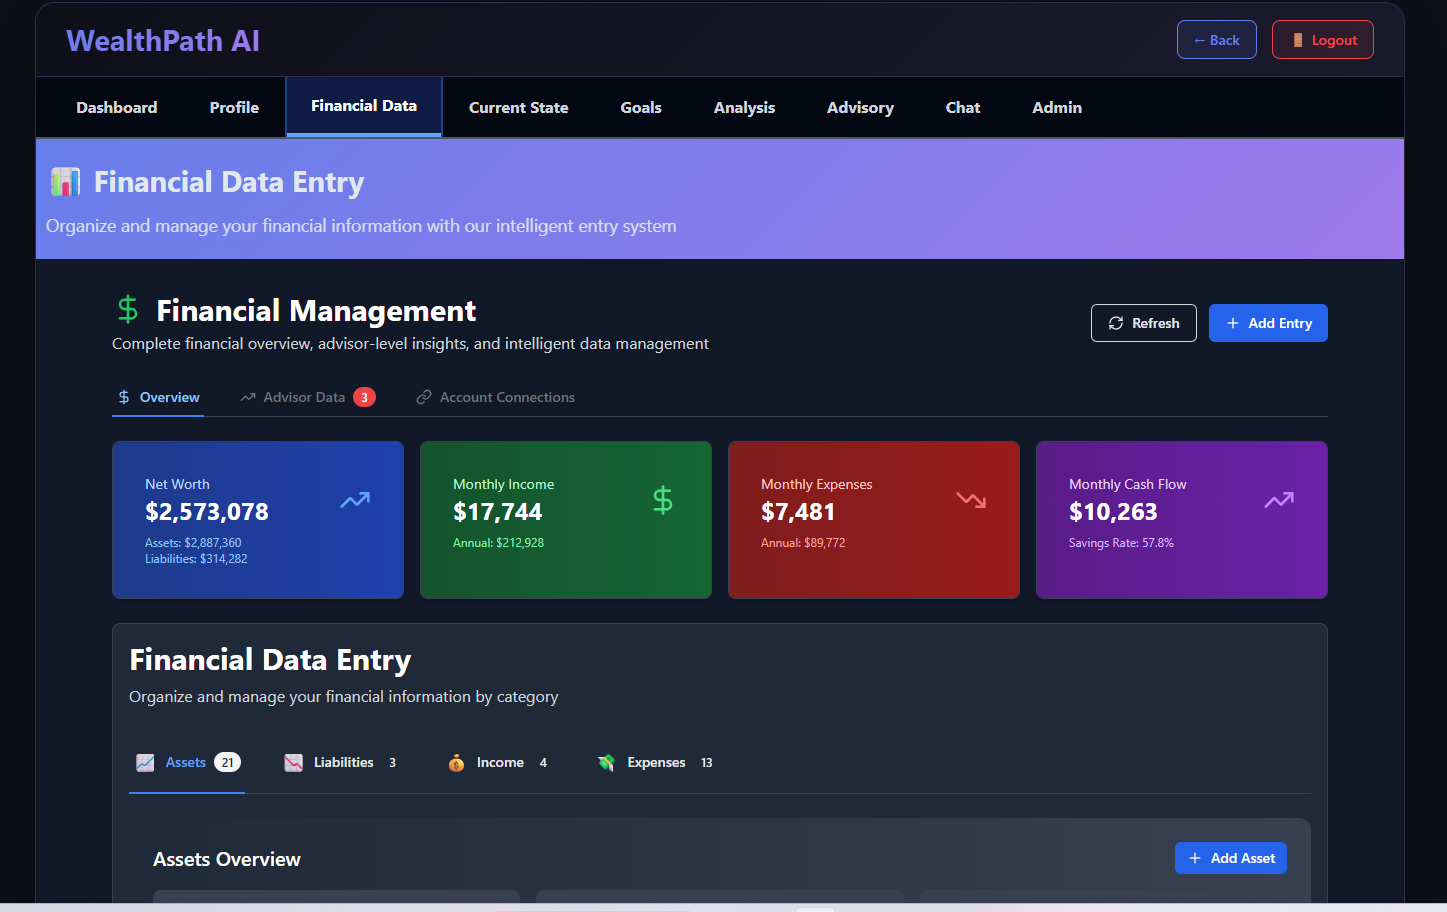 WealthPath AI
← Back
Logout
Dashboard
Profile
Financial Data
Current State
Goals
Analysis
Advisory
Chat
Admin
Financial Data Entry
Organize and manage your financial information with our intelligent entry system
Financial Management
Complete financial overview, advisor-level insights, and intelligent data management
Refresh
+ Add Entry
$ Overview
Advisor Data 3
Account Connections
Net Worth
$2,573,078
Assets: $2,887,360
Liabilities: $314,282
Monthly Income
$17,744
Annual: $212,928
Monthly Expenses
$7,481
Annual: $89,772
Monthly Cash Flow
$10,263
Savings Rate: 57.8%
Financial Data Entry
Organize and manage your financial information by category
Assets 21
Liabilities 3
Income 4
Expenses 13
Assets Overview
+ Add Asset